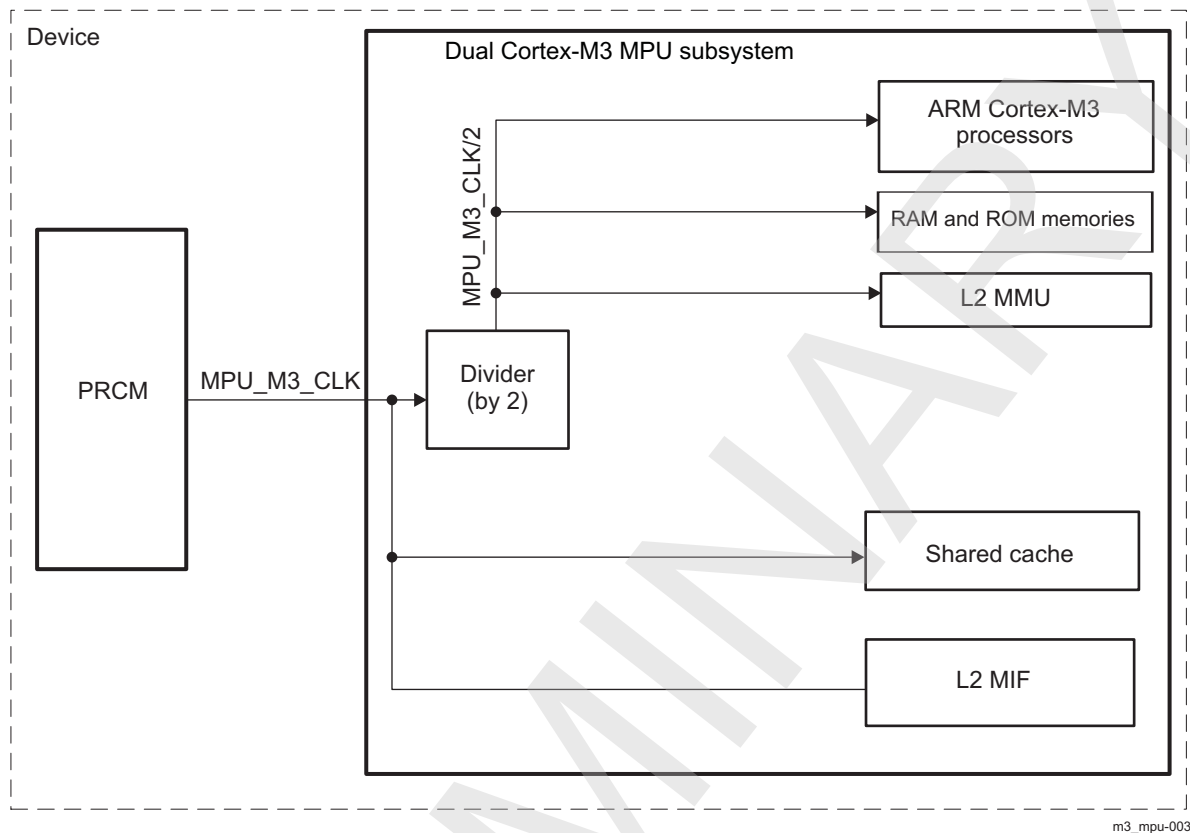 Device
Dual Cortex-M3 MPU subsystem
ARM Cortex-M3
processors
MPU_M3_CLK/2
RAM and ROM memories
L2 MMU
PRCM
MPU_M3_CLK
Divider
(by 2)
Shared cache
L2 MIF
m3_mpu-003
MINARY